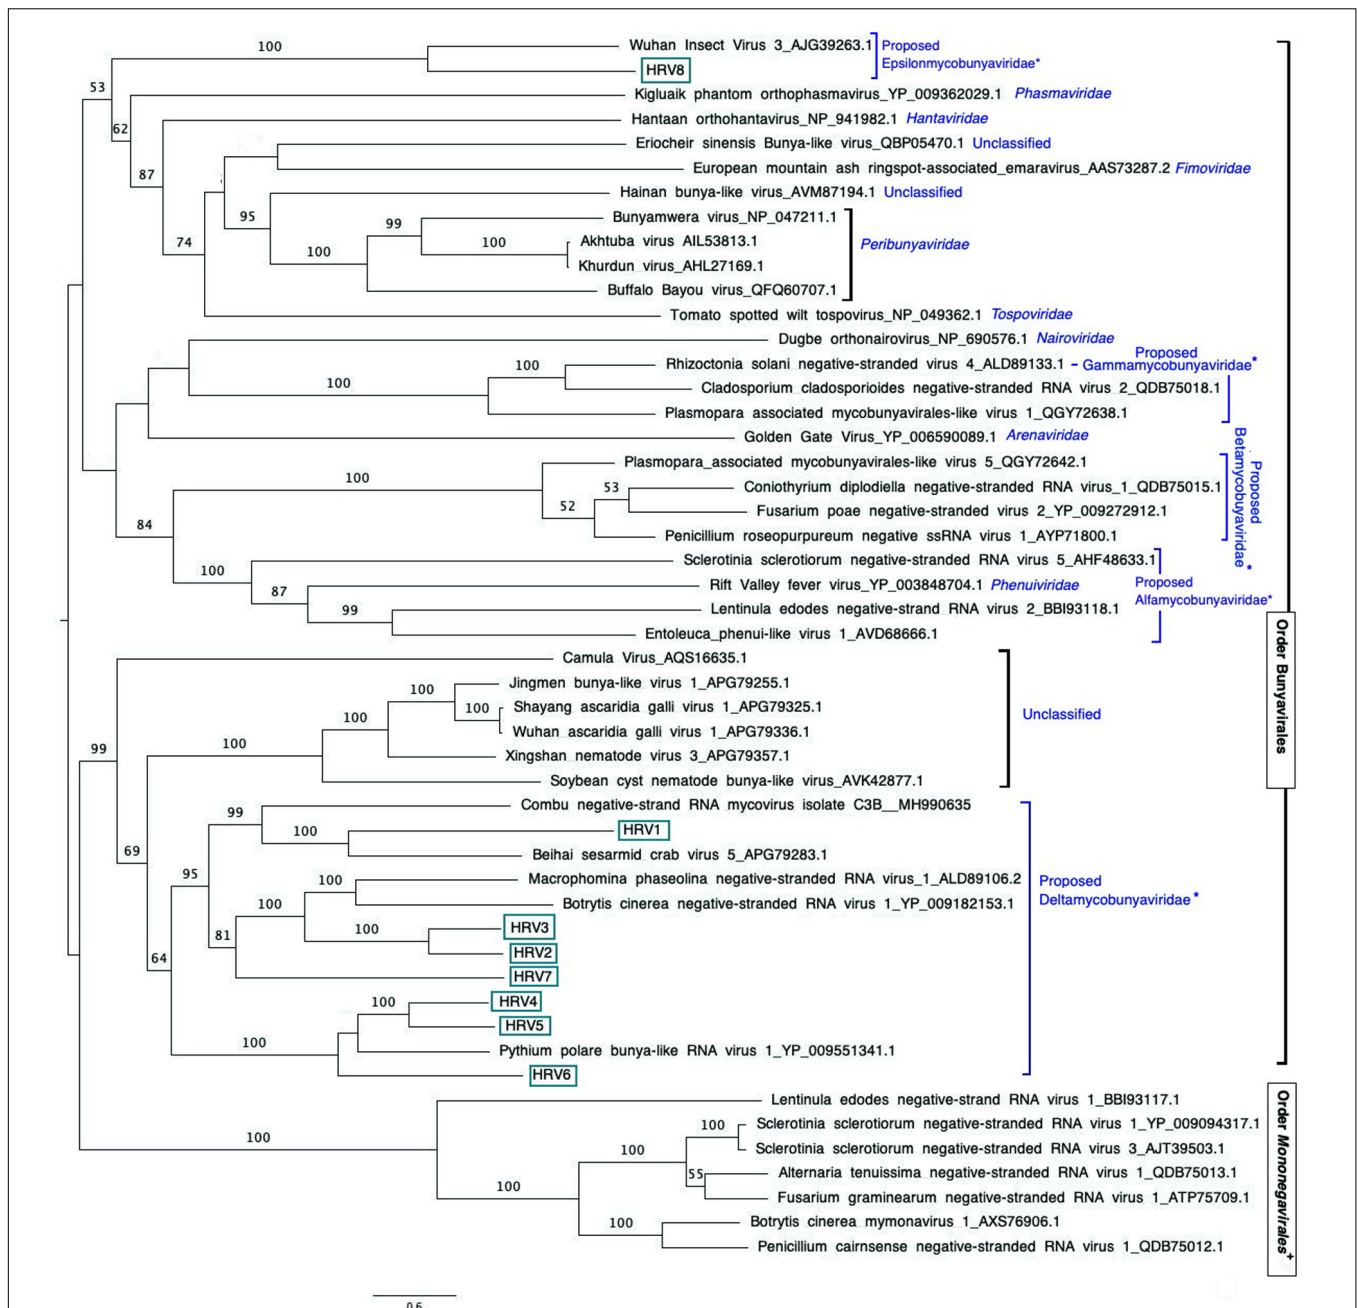 100
Wuhan Insect Virus 3_AJG39263.1
Proposed
Epsilonmycobunyaviridae*
HRV8
53
Kigluaik phantom orthophasmavirus_YP_009362029.1 Phasmaviridae
62
Hantaan orthohantavirus_NP_941982.1 Hantaviridae
Eriocheir sinensis Bunya-like virus_QBP05470.1 Unclassified
87
European mountain ash ringspot-associated_emaravirus_AAS73287.2 Fimoviridae
Hainan bunya-like virus_AVM87194.1 Unclassified
95
99
Bunyamwera virus_NP_047211.1
74
100
100
Akhtuba virus AIL53813.1
Peribunyaviridae
Khurdun virus_AHL27169.1
Buffalo Bayou virus_QFQ60707.1
Tomato spotted wilt tospovirus_NP_049362.1 Tospoviridae
Dugbe orthonairovirus_NP_690576.1 Nairoviridae
Proposed
100
Rhizoctonia solani negative-stranded virus 4_ALD89133.1 - Gammamycobunyaviridae*
100
Cladosporium cladosporioides negative-stranded RNA virus 2_QDB75018.1
Plasmopara associated mycobunyavirales-like virus 1_QGY72638.1
Golden Gate Virus_YP_006590089.1 Arenaviridae
Plasmopara_associated mycobunyavirales-like virus 5_QGY72642.1
Proposed
Betamycobuyaviridae*
100
53
Coniothyrium diplodiella negative-stranded RNA virus_1_QDB75015.1
52
Fusarium poae negative-stranded virus 2_YP_009272912.1
84
Penicillium roseopurpureum negative ssRNA virus 1_AYP71800.1
100
Sclerotinia sclerotiorum negative-stranded RNA virus 5_AHF48633.1
87
Rift Valley fever virus_YP_003848704.1 Phenuiviridae
Proposed
Alfamycobunyaviridae*
99
Lentinula edodes negative-strand RNA virus 2_BBI93118.1
Entoleuca_phenui-like virus 1_AVD68666.1
Order Bunyavirales
Camula Virus_AQS16635.1
100
Jingmen bunya-like virus 1_APG79255.1
100
100
Shayang ascaridia galli virus 1_APG79325.1
Unclassified
Wuhan ascaridia galli virus 1_APG79336.1
99
100
Xingshan nematode virus 3_APG79357.1
Soybean cyst nematode bunya-like virus_AVK42877.1
99
Combu negative-strand RNA mycovirus isolate C3B__MH990635
100
HRV1
69
Beihai sesarmid crab virus 5_APG79283.1
95
100
Macrophomina phaseolina negative-stranded RNA virus_1_ALD89106.2
Proposed
Deltamycobunyaviridae*
100
Botrytis cinerea negative-stranded RNA virus 1_YP_009182153.1
81
100
HRV3
HRV2
64
HRV7
100
HRV4
HRV5
100
Pythium polare bunya-like RNA virus 1_YP_009551341.1
HRV6
Order Mononegavirales+
Lentinula edodes negative-strand RNA virus 1_BBI93117.1
100
100
Sclerotinia sclerotiorum negative-stranded RNA virus 1_YP_009094317.1
100
Sclerotinia sclerotiorum negative-stranded RNA virus 3_AJT39503.1
55
Alternaria tenuissima negative-stranded RNA virus 1_QDB75013.1
100
Fusarium graminearum negative-stranded RNA virus 1_ATP75709.1
100
Botrytis cinerea mymonavirus 1_AXS76906.1
Penicillium cairnsense negative-stranded RNA virus 1_QDB75012.1
0.6